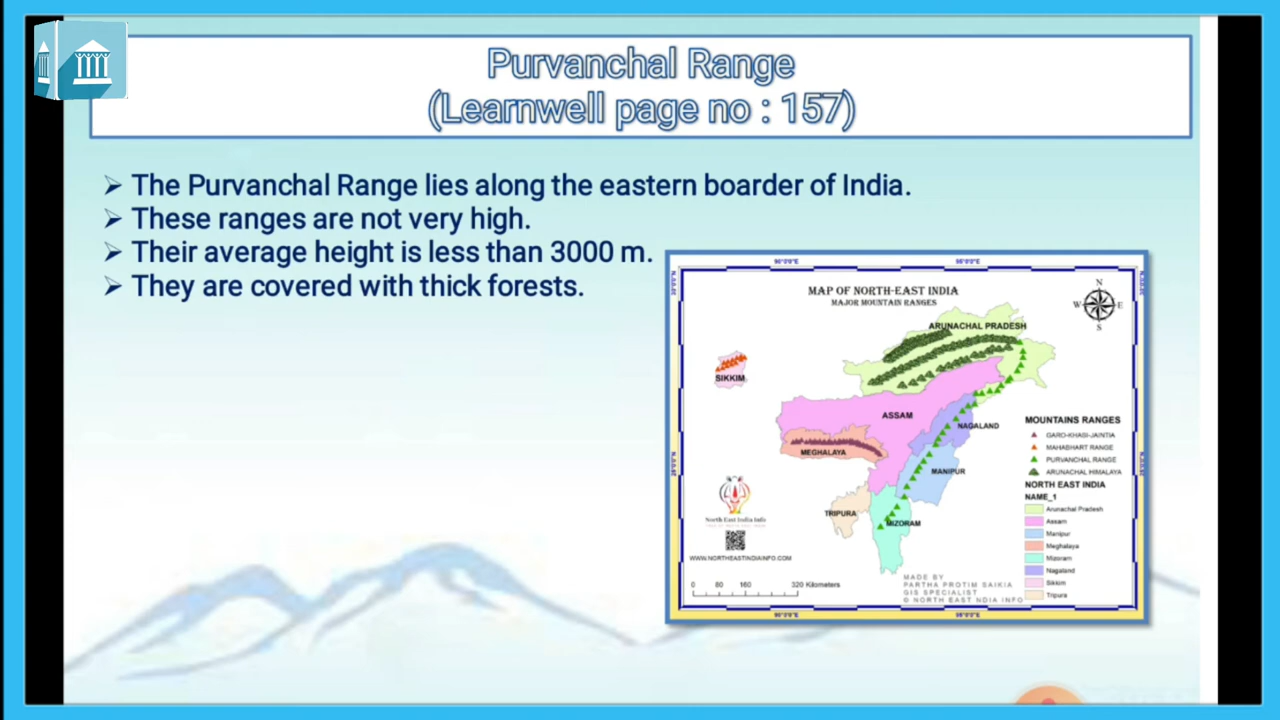 Purvanchal Range
(Learnwell page no : 157)
➢ The Purvanchal Range lies along the eastern boarder of India.
➢ These ranges are not very high.
➢ Their average height is less than 3000 m.
➢ They are covered with thick forests.
MAP OF NORTH-EAST INDIA
MAJOR MOUNTAIN RANGES
N
W E
S
ARUNACHAL PRADESH
SIKKIM
ASSAM
NAGALAND
MEGHALAYA
MANIPUR
TRIPURA
MIZORAM
MOUNTAINS RANGES
GARO-KHASI-JAINTIA
MAHABHART RANGE
PURVANCHAL RANGE
ARUNACHAL HIMALAYA
NORTH EAST INDIA
NAME_1
Arunachal Pradesh
Assam
Manipur
Meghalaya
Mizoram
Nagaland
Sikkim
Tripura
North East India Info
WWW.NORTHEASTINDIAINFO.COM
0 80 160 320 Kilometers
MADE BY
PARTHA PROTIM SAIKIA
GIS SPECIALIST
© NORTH EAST INDIA INFO